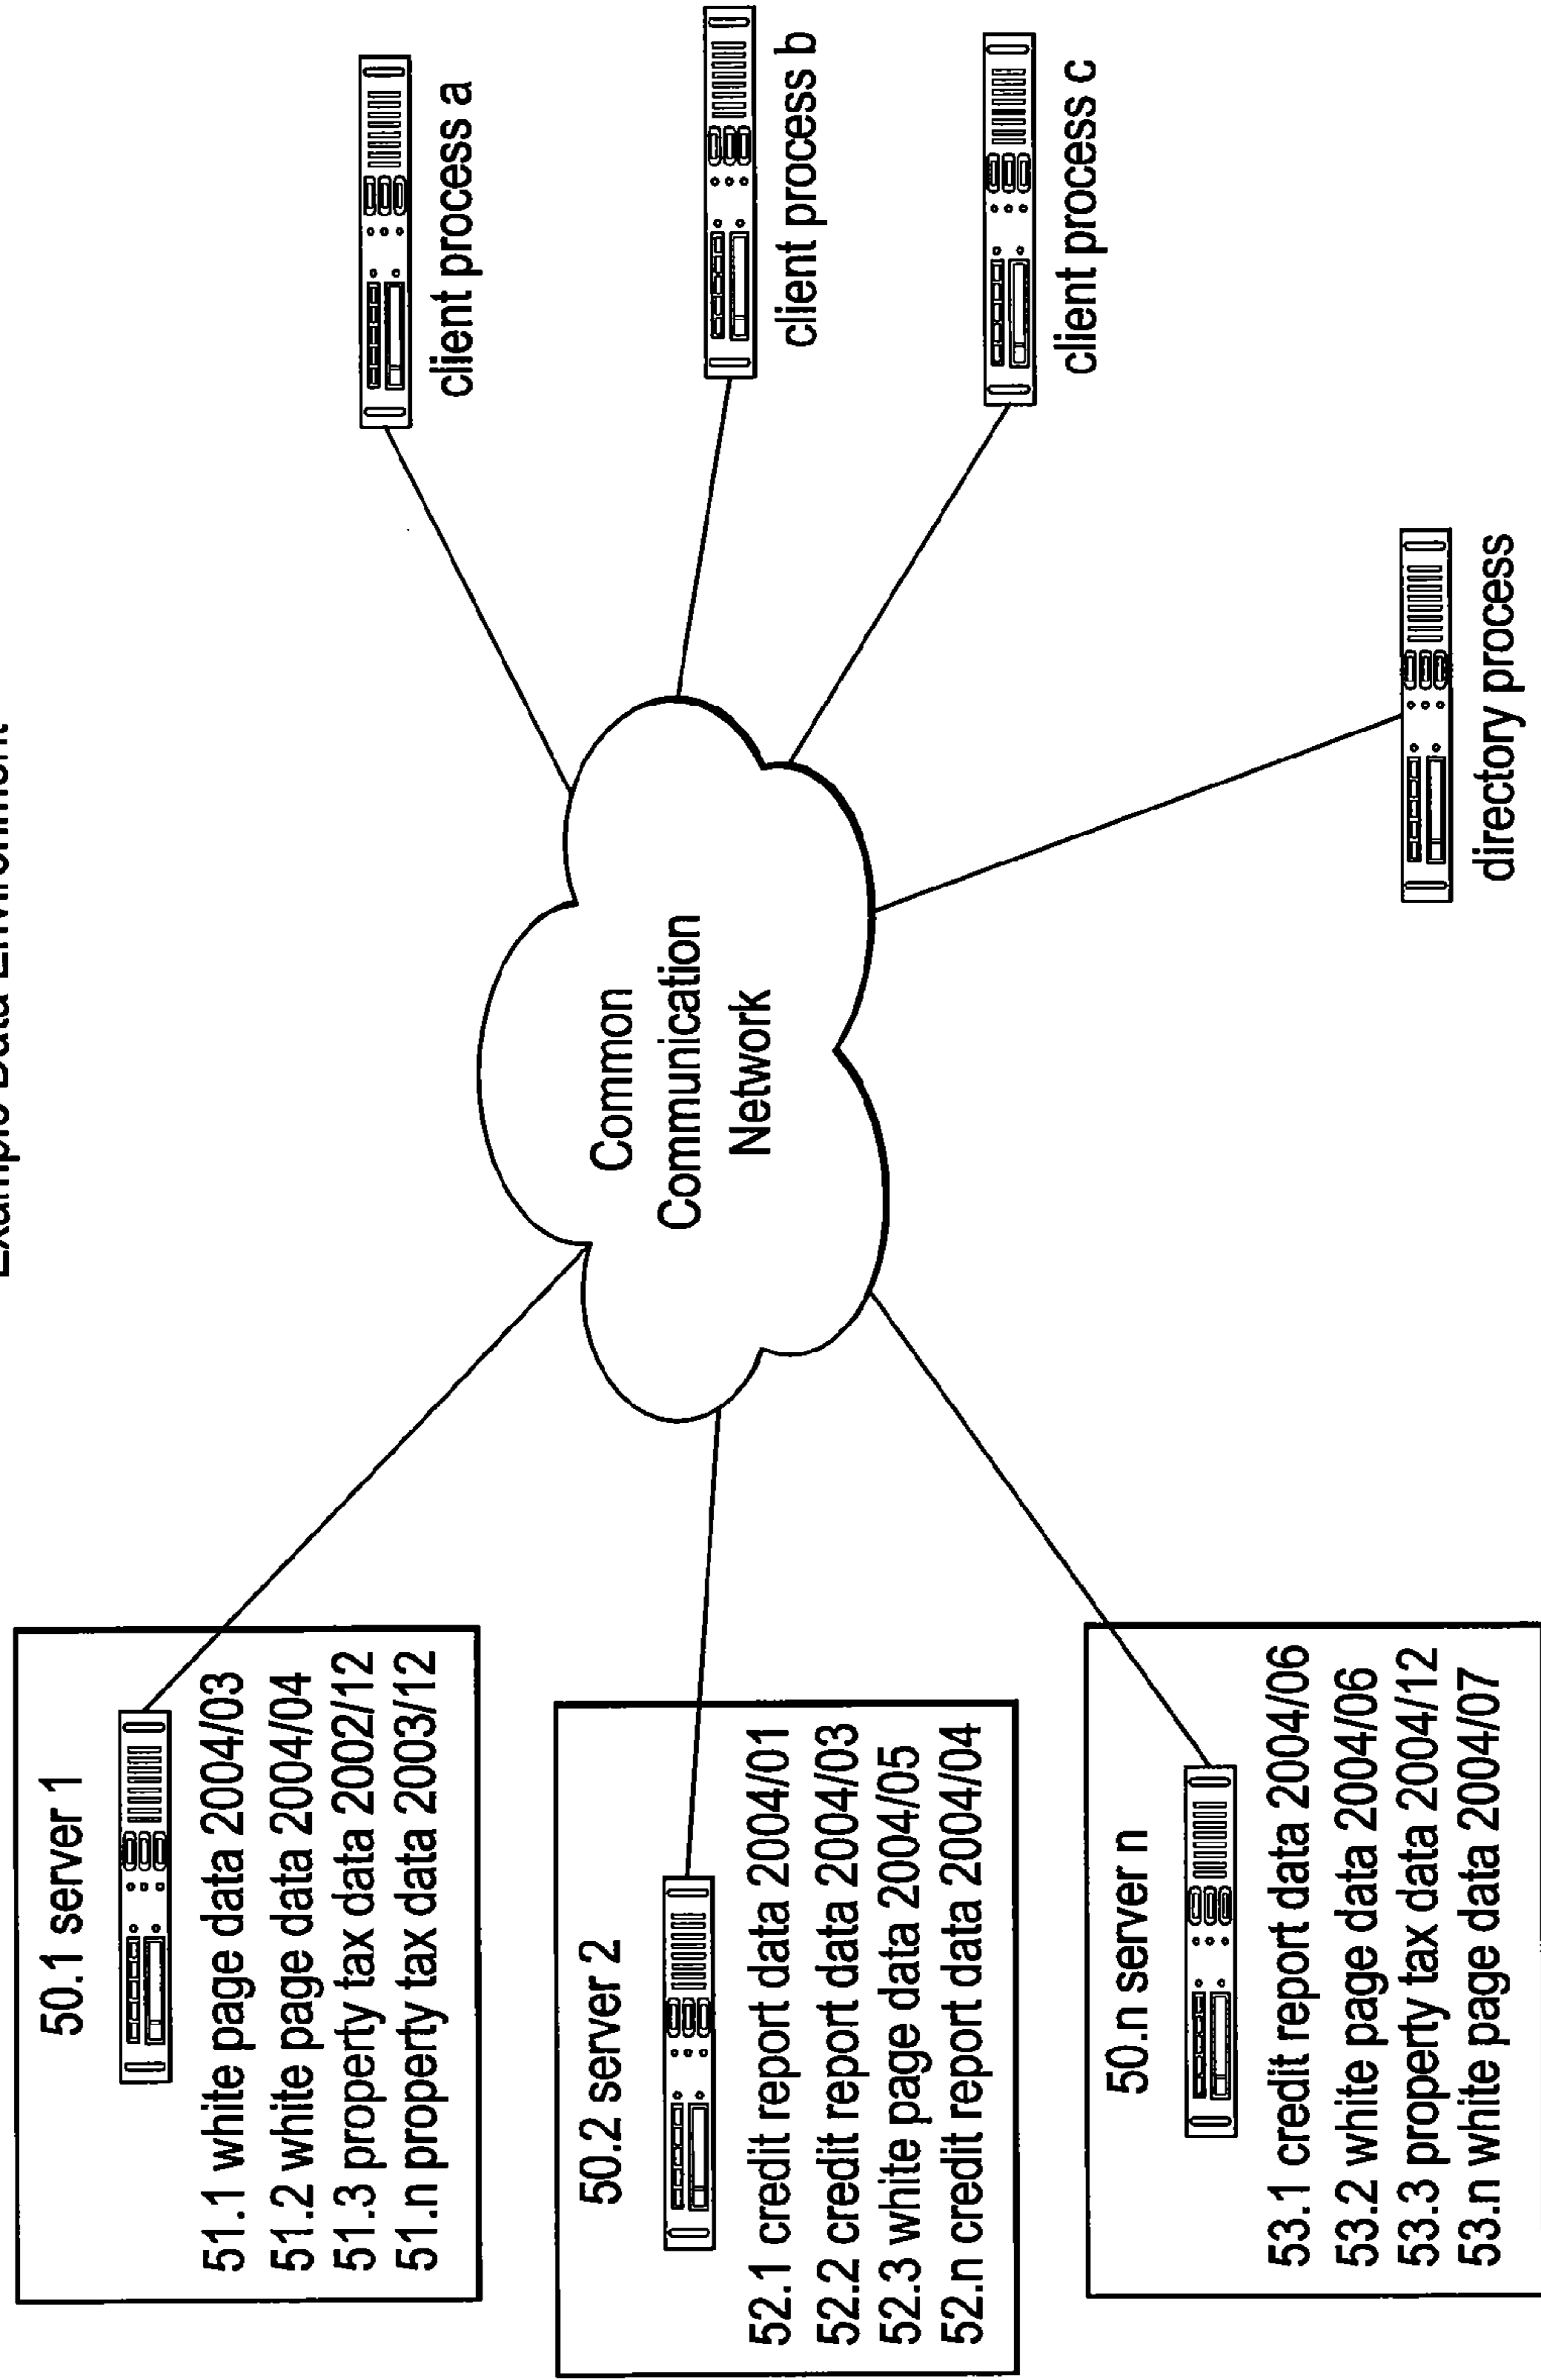 Example Data Environment
50.1 server 1
51.1 white page data 2004/03
51.2 white page data 2004/04
51.3 property tax data 2002/12
51.n property tax data 2003/12
50.2 server 2
52.1 credit report data 2004/01
52.2 credit report data 2004/03
52.3 white page data 2004/05
52.n credit report data 2004/04
50.n server n
53.1 credit report data 2004/06
53.2 white page data 2004/06
53.3 property tax data 2004/12
53.n white page data 2004/07
Common
Communication
Network
client process a
client process b
client process c
directory process